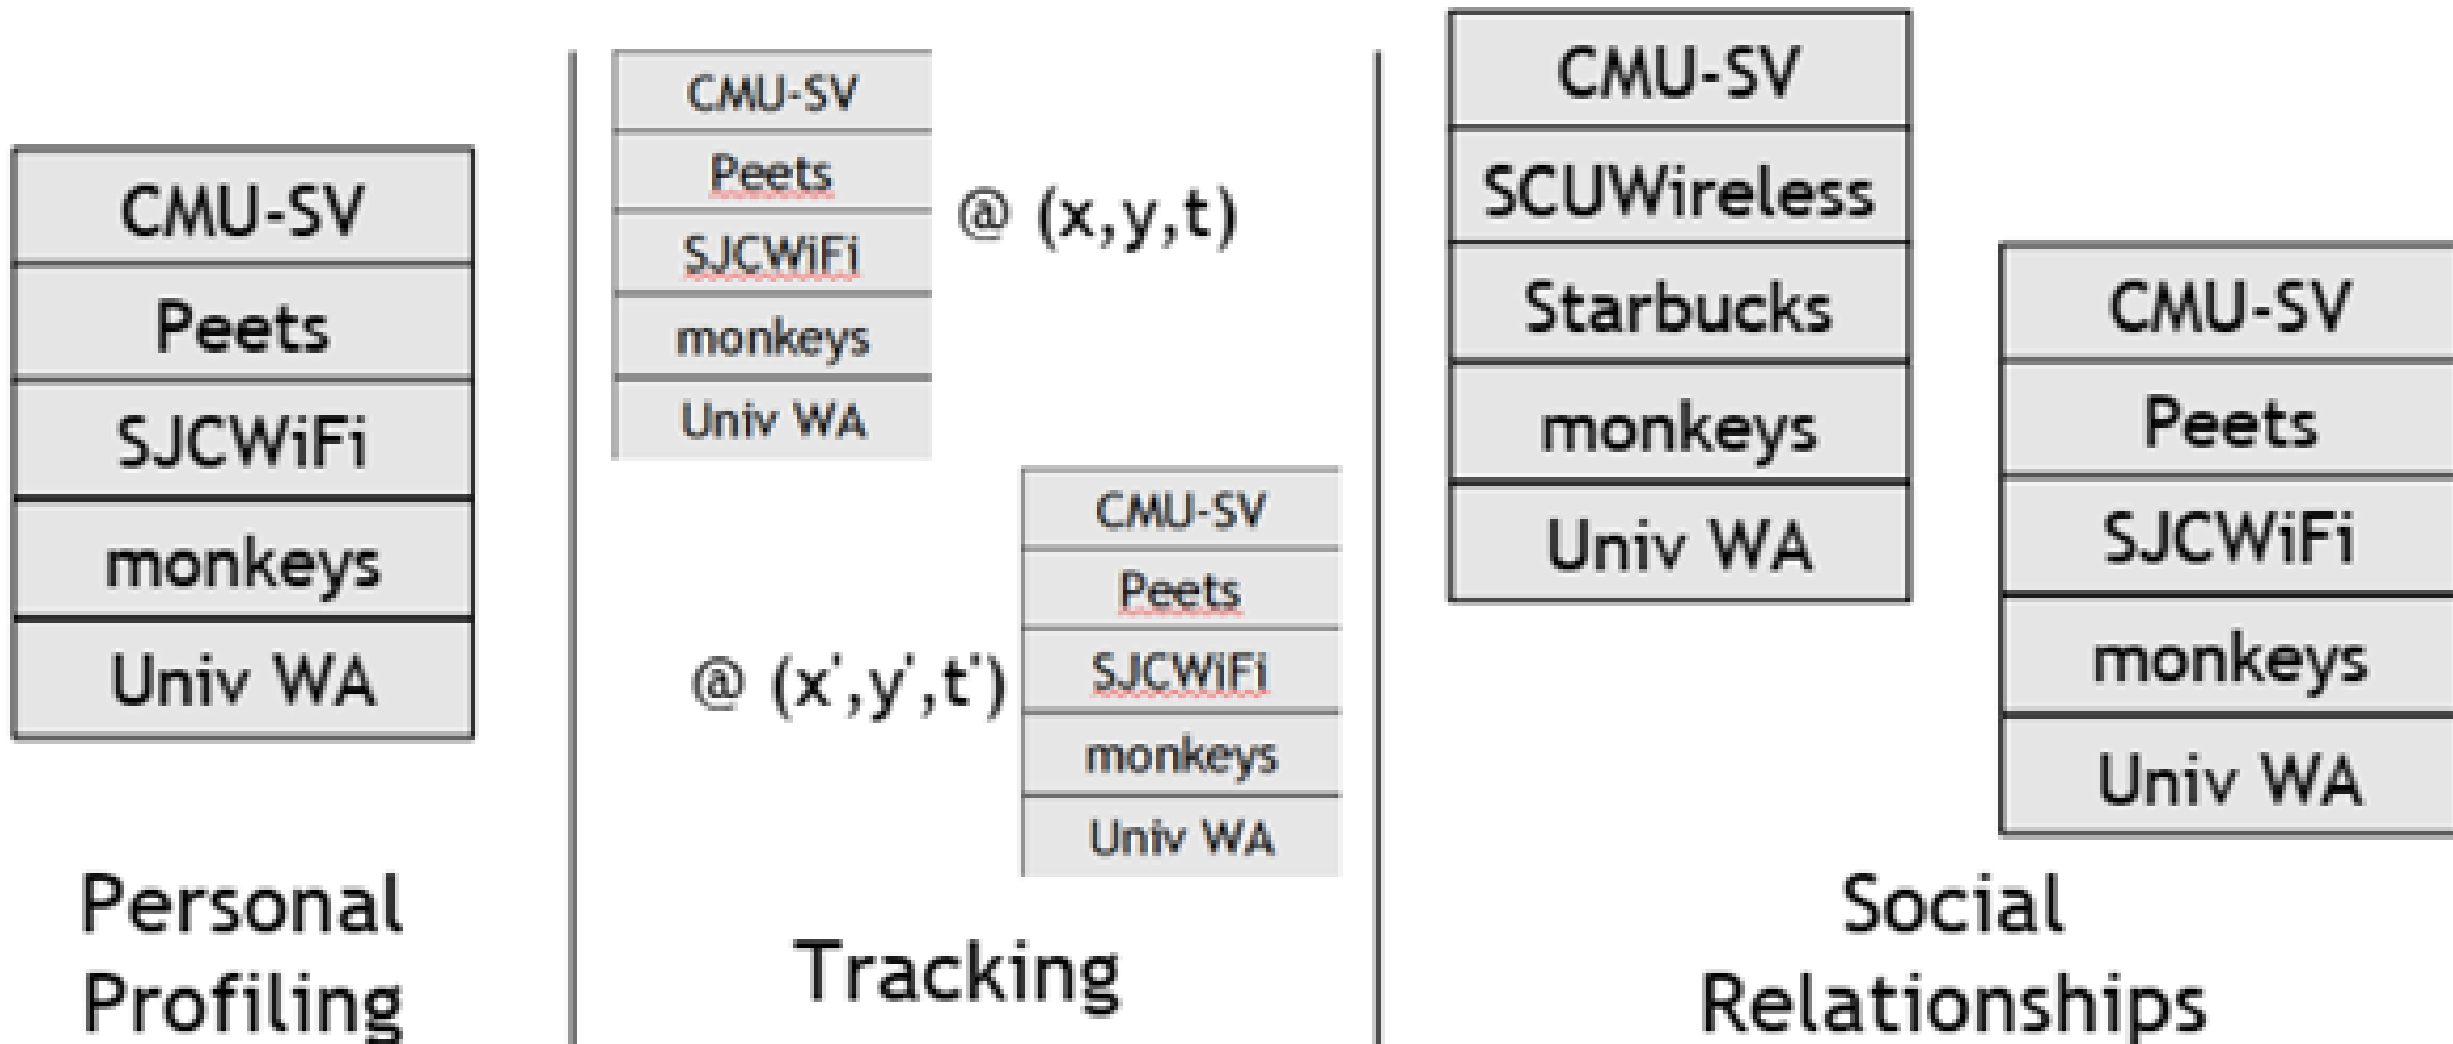 CMU-SV
Peets
SJCWiFi
monkeys
Univ WA
Personal
Profiling
CMU-SV
Peets
SJCWiFi
monkeys
Univ WA
@ (x,y,t)
@ (x',y',t')
CMU-SV
Peets
SJCWiFi
monkeys
Univ WA
Tracking
CMU-SV
SCUWireless
Starbucks
monkeys
Univ WA
CMU-SV
Peets
SJCWiFi
monkeys
Univ WA
Social
Relationships